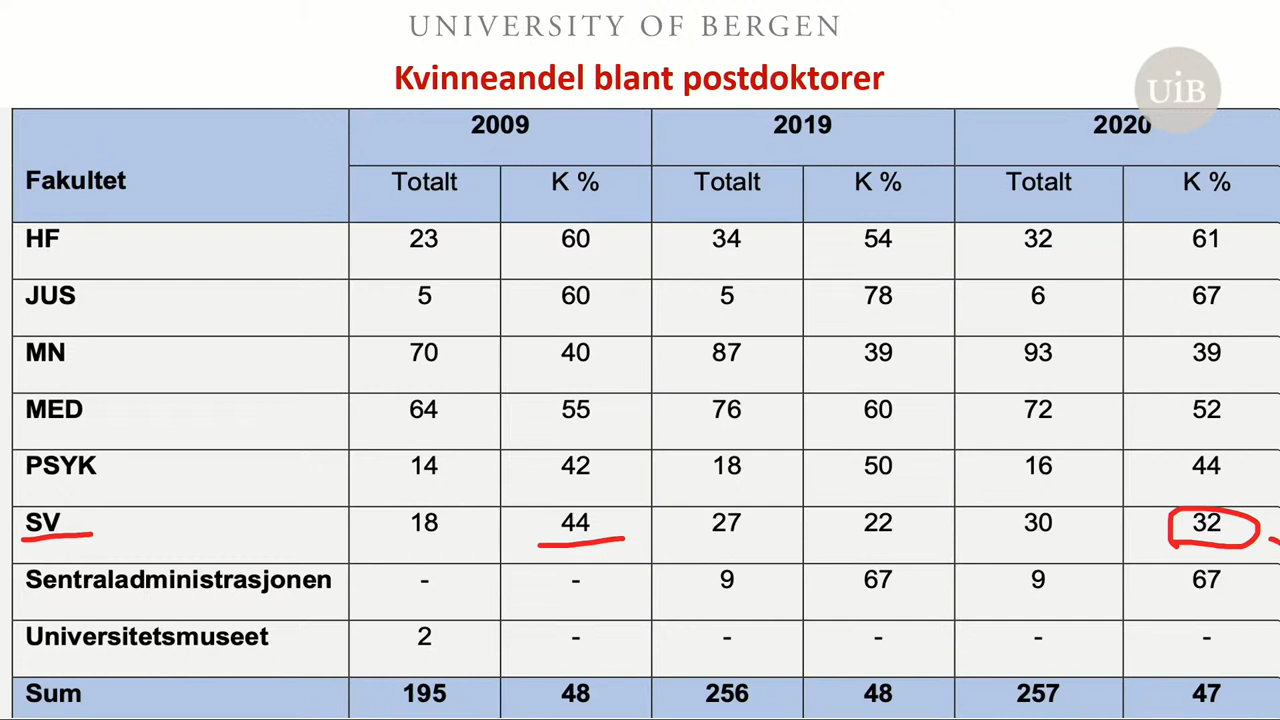 UNIVERSITY OF BERGEN
Kvinneandel blant postdoktorer
UiB
2009 2019 2020
Fakultet Totalt K % Totalt K % Totalt K %
HF 23 60 34 54 32 61
JUS 5 60 5 78 6 67
MN 70 40 87 39 93 39
MED 64 55 76 60 72 52
PSYK 14 42 18 50 16 44
SV 18 44 27 22 30 32
Sentraladministrasjonen - - 9 67 9 67
Universitetsmuseet 2 - - - - -
Sum 195 48 256 48 257 47